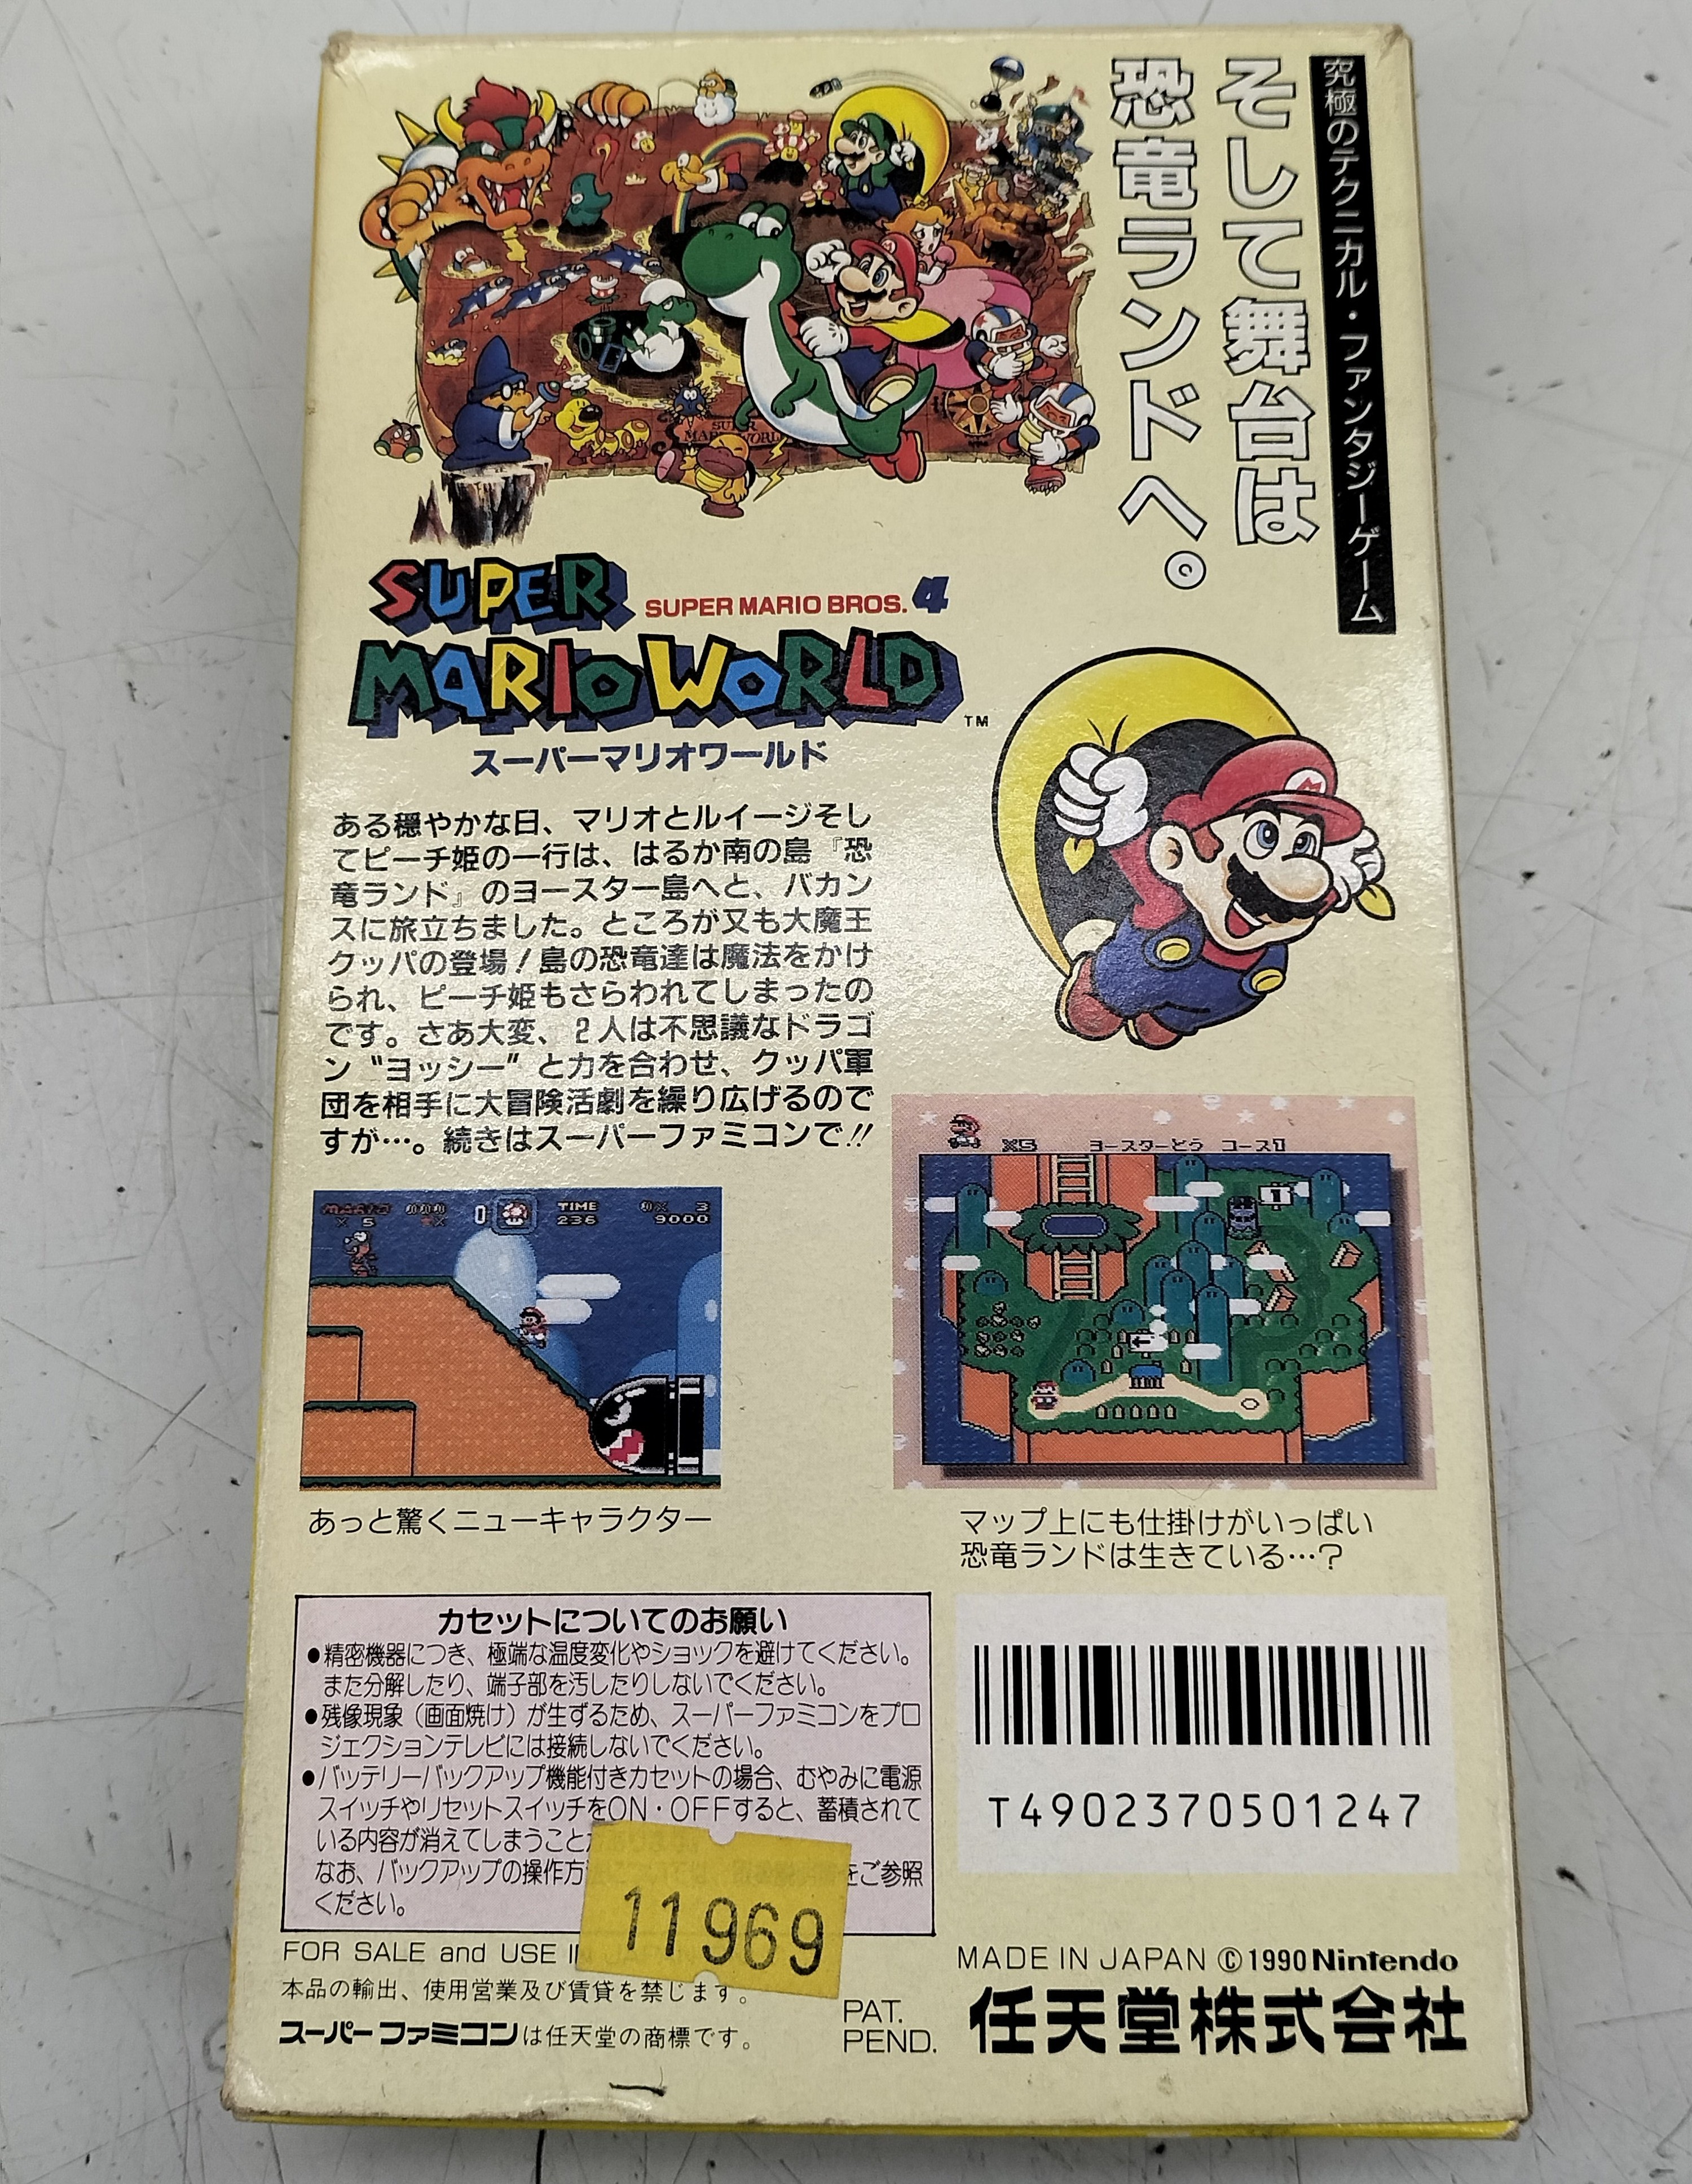 究極のテクニカル・ファンタジーゲーム
そして舞台は
恐竜ランドへ。
SUPER MARIO WORLD
SUPER
SUPER MARIO BROS. 4
MARIO WORLD
TM
スーパーマリオワールド
ある穏やかな日、マリオとルイージそし
てピーチ姫の一行は、はるか南の島『恐
竜ランド』のヨースター島へと、バカン
スに旅立ちました。ところが又も大魔王
クッパの登場!島の恐竜達は魔法をかけ
られ、ピーチ姫もさらわれてしまったの
です。さあ大変、2人は不思議なドラゴ
ン“ヨッシー”と力を合わせ、クッパ軍
団を相手に大冒険活劇を繰り広げるので
すが…。続きはスーパーファミコンで!!
MARIO
TIME
X 3
X 5
0
236
9000
X5 ヨースターとう コース1
あっと驚くニューキャラクター
マップ上にも仕掛けがいっぱい
恐竜ランドは生きている…?
カセットについてのお願い
●精密機器につき、極端な温度変化やショックを避けてください。
また分解したり、端子部を汚したりしないでください。
●残像現象(画面焼け)が生ずるため、スーパーファミコンをプロ
ジェクションテレビには接続しないでください。
●バッテリーバックアップ機能付きカセットの場合、むやみに電源
スイッチやリセットスイッチをON・OFFすると、蓄積されて
いる内容が消えてしまうこと
なお、バックアップの操作方 をご参照
ください。
11969
T4902370501247
FOR SALE and USE
本品の輸出、使用営業及び賃貸を禁じます。
スーパーファミコンは任天堂の商標です。
PAT.
PEND.
MADE IN JAPAN ©1990 Nintendo
任天堂株式会社